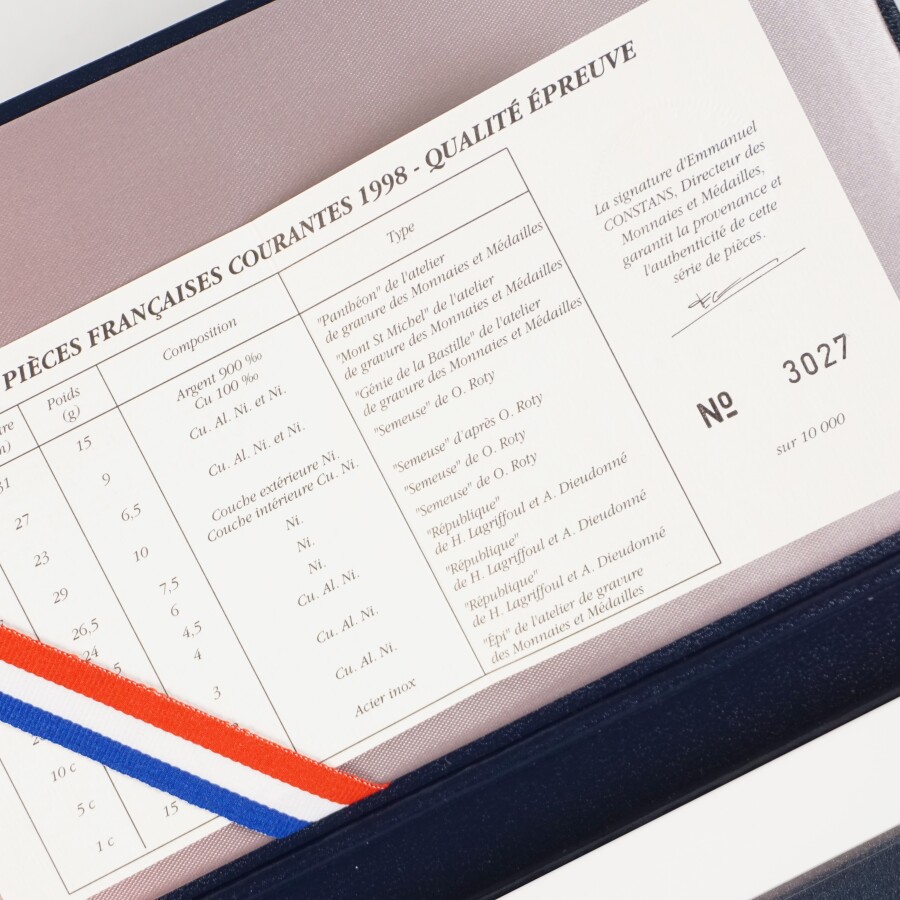 PIÈCES FRANÇAISES COURANTES 1998 - QUALITÉ ÉPREUVE
Poids
(g)
Composition
Type
31
15
Argent 900 ‰
Cu 100 ‰
"Panthéon" de l'atelier
de gravure des Monnaies et Médailles
27
9
Cu. Al. Ni. et Ni.
"Mont St Michel" de l'atelier
de gravure des Monnaies et Médailles
23
6,5
Cu. Al. Ni. et Ni.
"Génie de la Bastille" de l'atelier
de gravure des Monnaies et Médailles
29
10
Couche extérieure Ni.
Couche intérieure Cu. Ni.
"Semeuse" de O. Roty
26,5
7,5
Ni.
"Semeuse" d'après O. Roty
24
6
Ni.
"Semeuse" de O. Roty
4,5
Ni.
"Semeuse" de O. Roty
4
Cu. Al. Ni.
"République"
de H. Lagriffoul et A. Dieudonné
3
Cu. Al. Ni.
"République"
de H. Lagriffoul et A. Dieudonné
Cu. Al. Ni.
"République"
de H. Lagriffoul et A. Dieudonné
Acier inox
"Épi" de l'atelier de gravure
des Monnaies et Médailles
10 c
5 c
1 c
15
La signature d'Emmanuel
CONSTANS, Directeur des
Monnaies et Médailles,
garantit la provenance et
l'authenticité de cette
série de pièces.
Nº 3027
sur 10 000